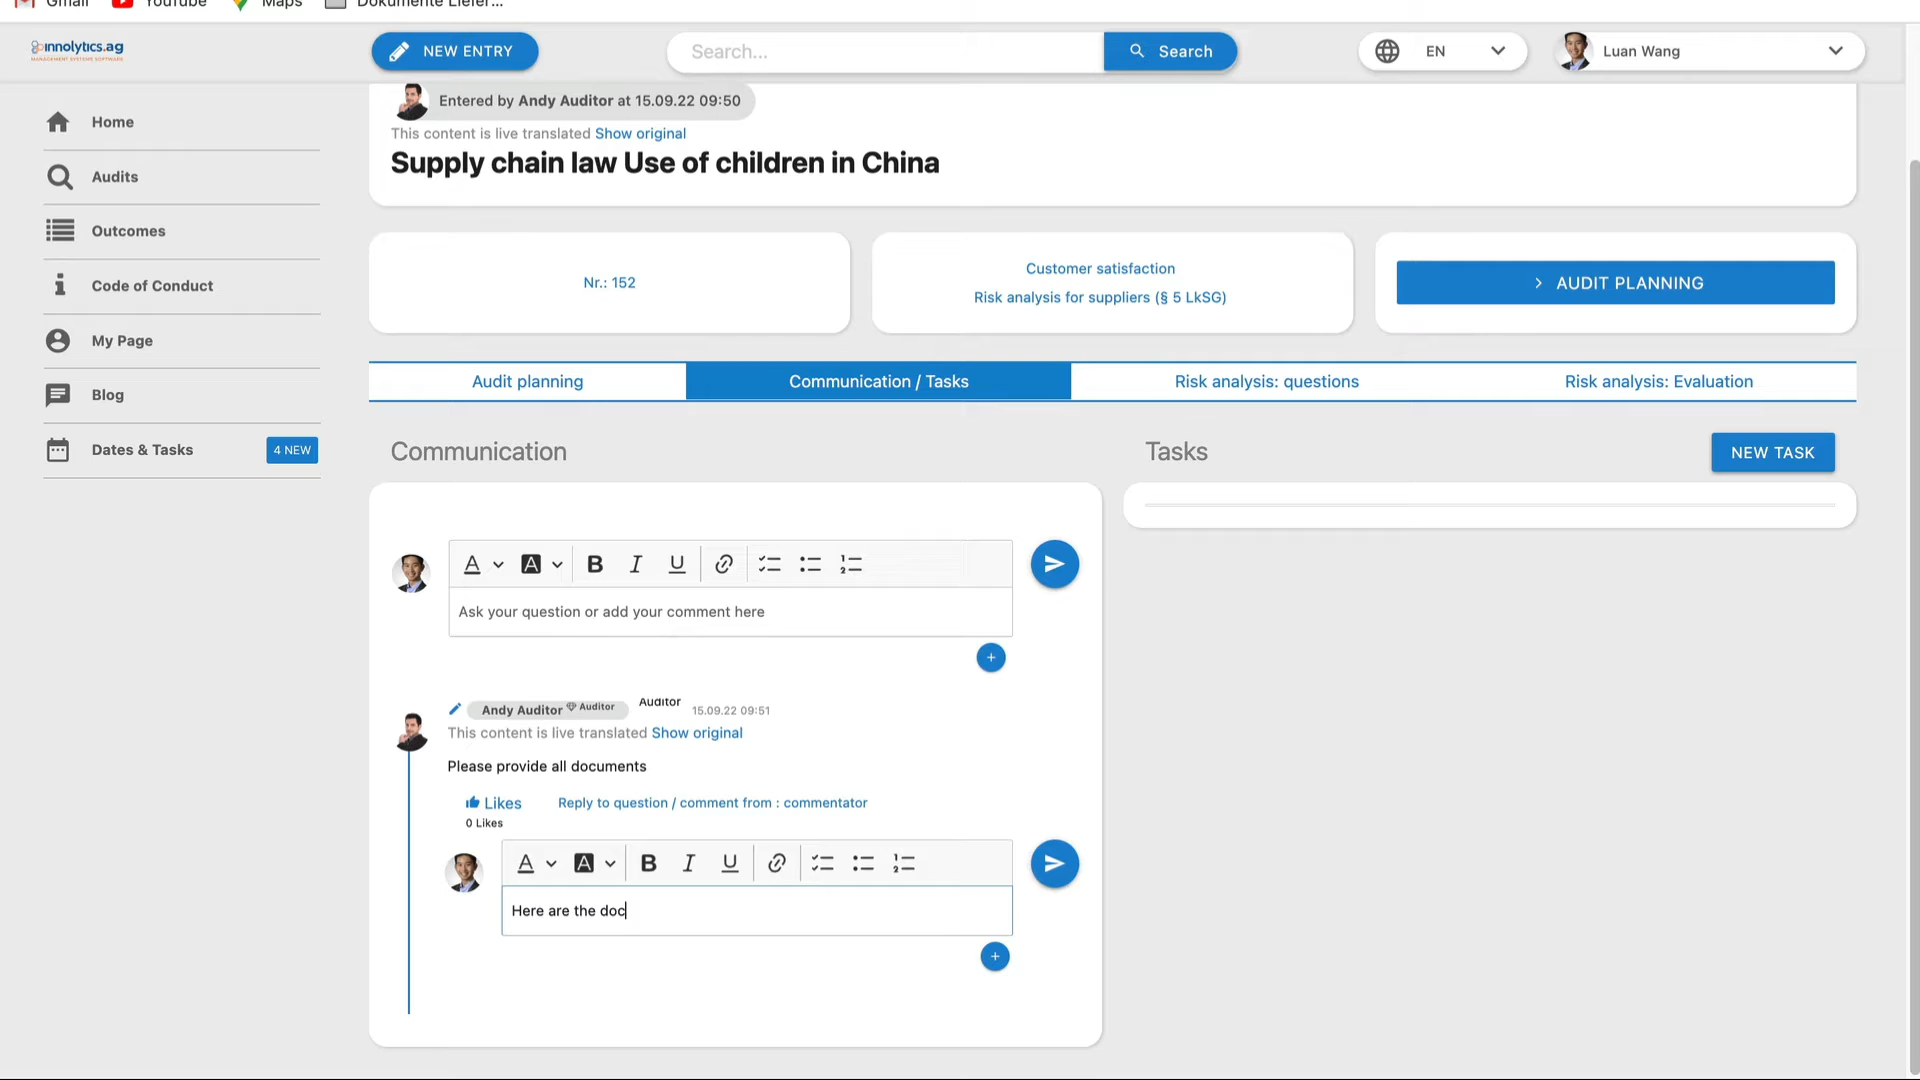 Gmail YouTube Maps Dokumente Liefer...
innolytics.ag
MANAGEMENT SYSTEMS SOFTWARE
NEW ENTRY
Search...
Search
EN
Luan Wang
Home
Audits
Outcomes
Code of Conduct
My Page
Blog
Dates & Tasks
4 NEW
Entered by Andy Auditor at 15.09.22 09:50
This content is live translated Show original
Supply chain law Use of children in China
Nr.: 152
Customer satisfaction
Risk analysis for suppliers (§ 5 LkSG)
> AUDIT PLANNING
Audit planning
Communication / Tasks
Risk analysis: questions
Risk analysis: Evaluation
Communication
Ask your question or add your comment here
Andy Auditor Auditor
Auditor
15.09.22 09:51
This content is live translated Show original
Please provide all documents
Likes
Reply to question / comment from : commentator
0 Likes
Here are the doc
Tasks
NEW TASK